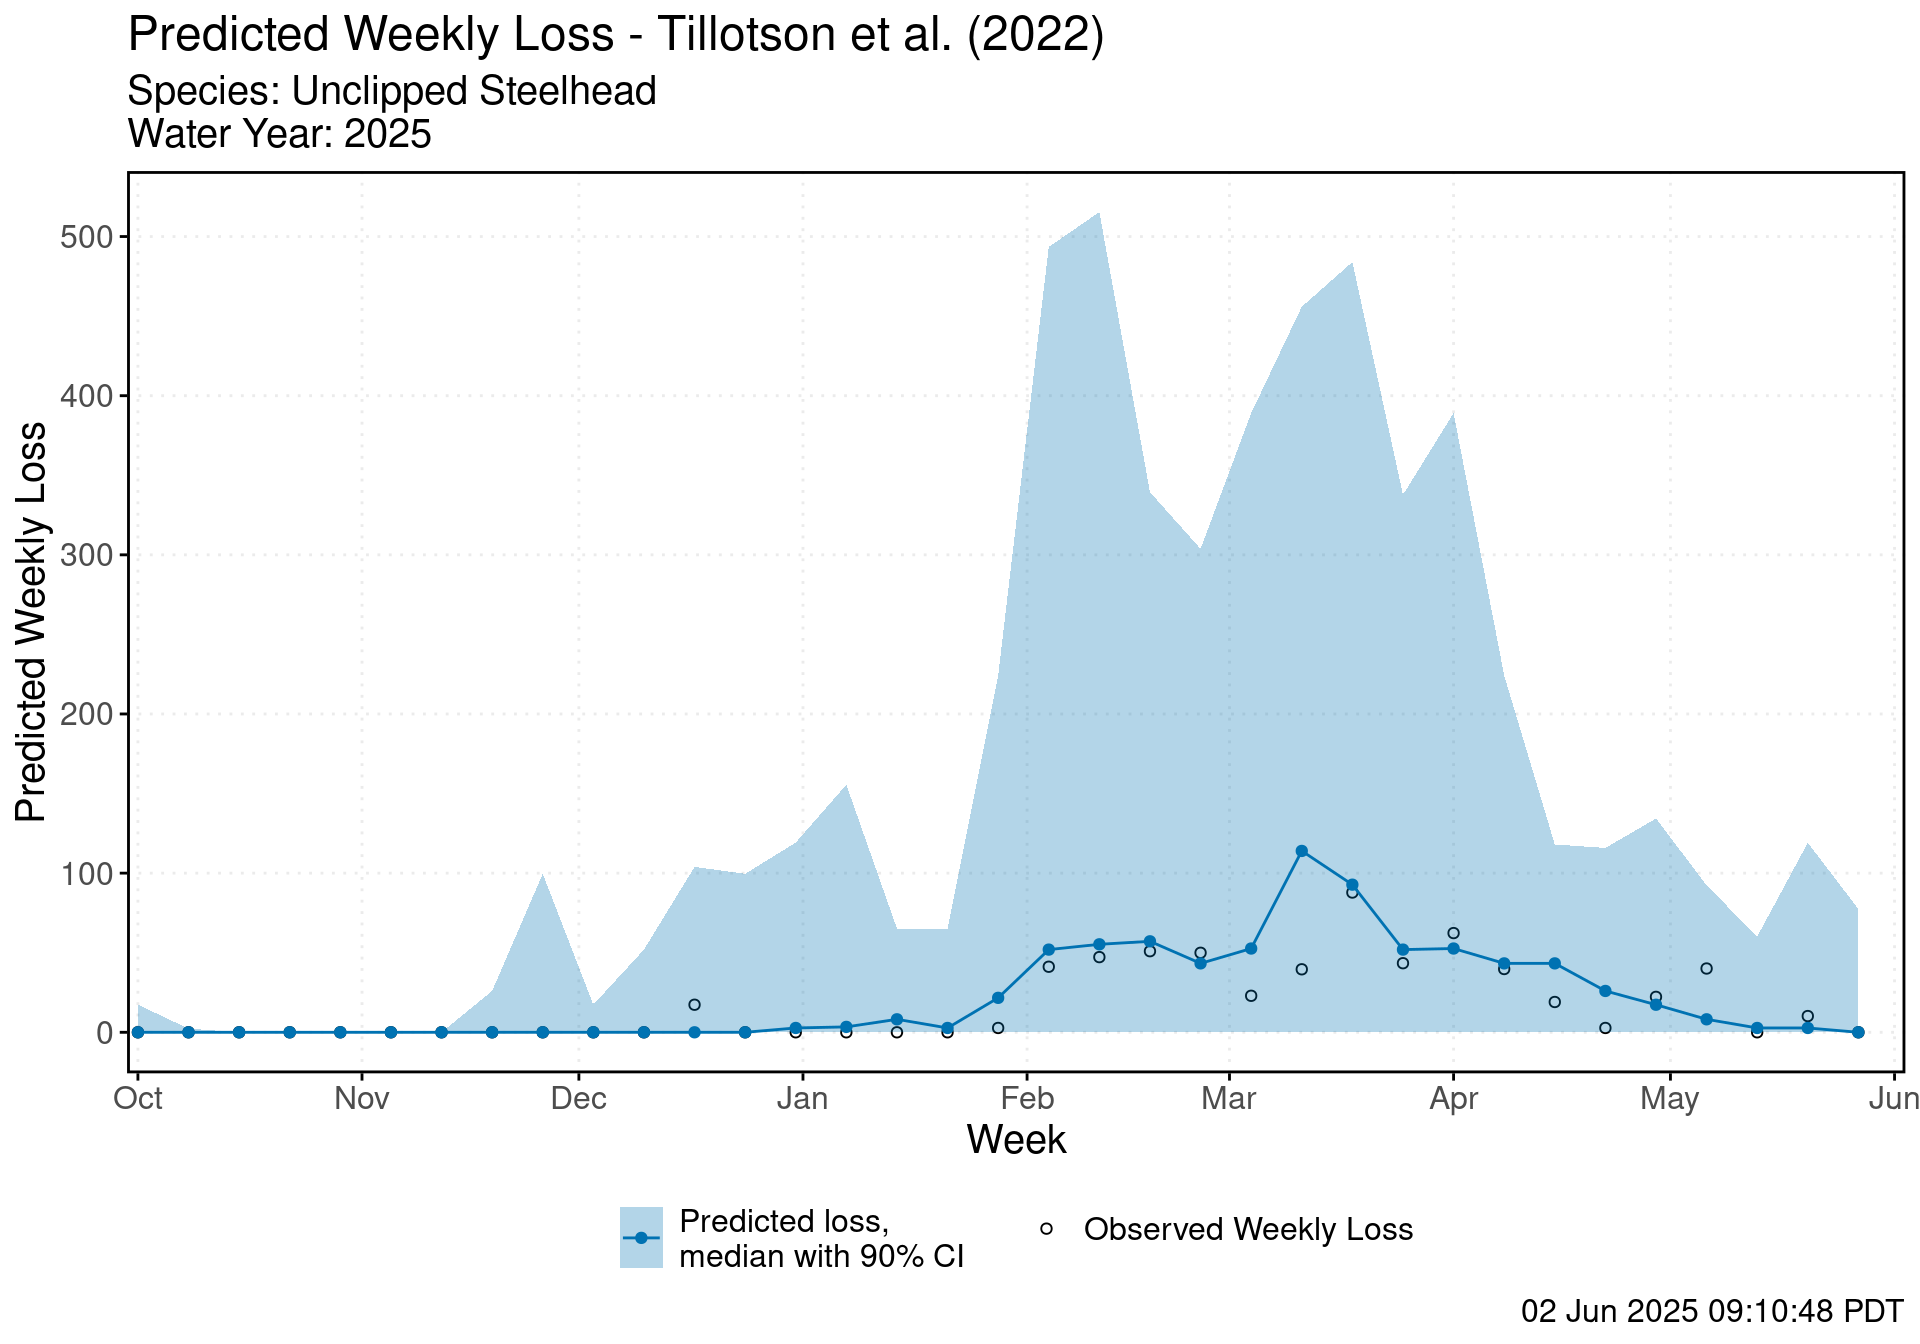 Predicted Weekly Loss - Tillotson et al. (2022)
Species: Unclipped Steelhead
Water Year: 2025
Predicted Weekly Loss
500
400
300
200
100
0
Oct Nov Dec Jan Feb Mar Apr May Jun
Week
Predicted loss,
median with 90% CI
Observed Weekly Loss
02 Jun 2025 09:10:48 PDT